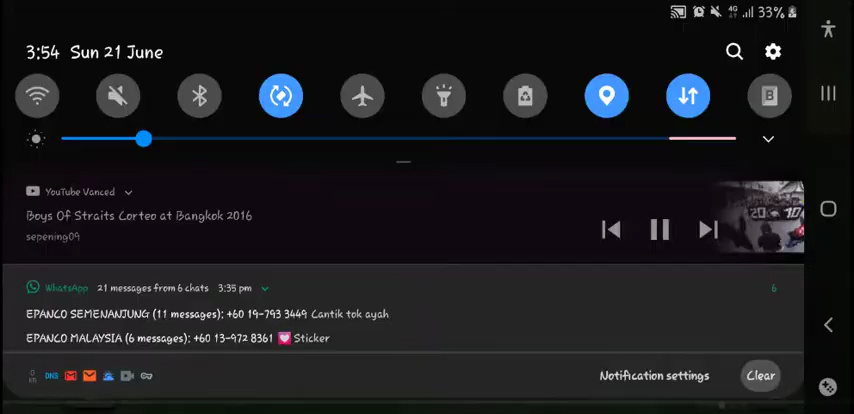 4G 33%
3:54 Sun 21 June
B
YouTube Vanced
Boys Of Straits Corteo at Bangkok 2016
sepening09
WhatsApp 21 messages from 6 chats 3:35 pm 6
EPANCO SEMENANJUNG (11 messages): +60 19-793 3449 Cantik tok ayah
EPANCO MALAYSIA (6 messages): +60 13-972 8361 💟 Sticker
0 DNS Notification settings Clear